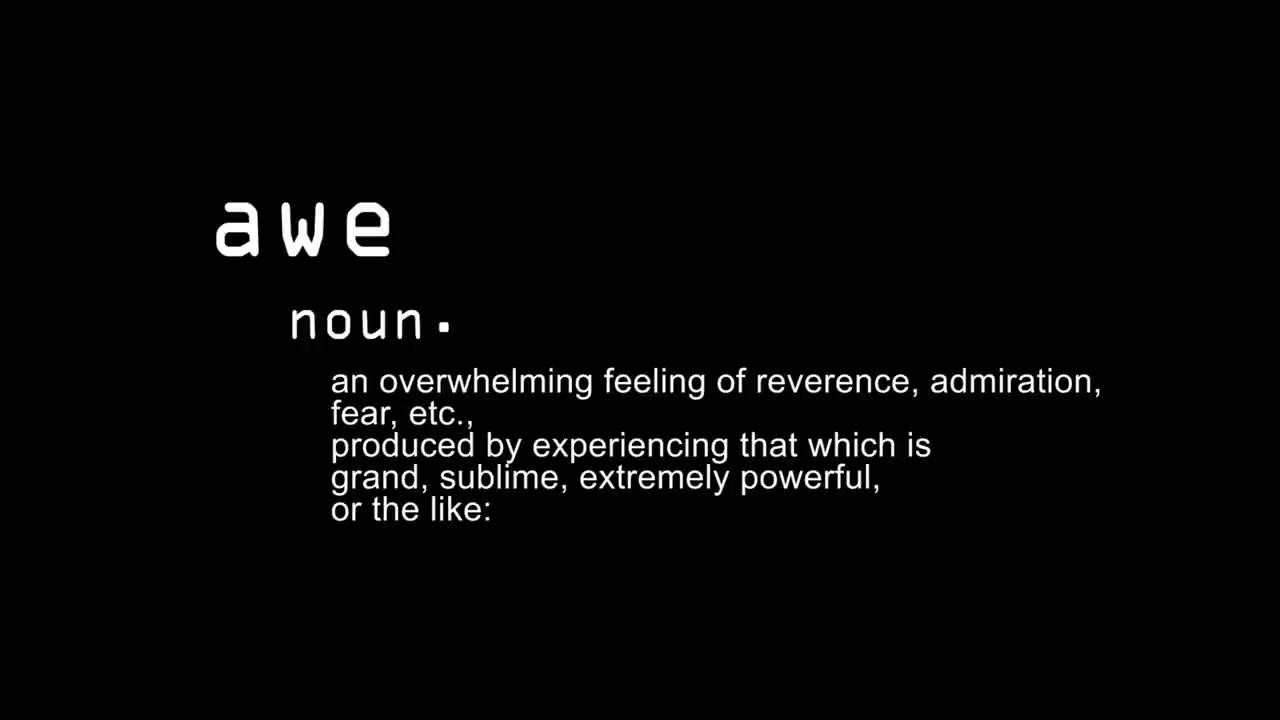 awe
noun.
an overwhelming feeling of reverence, admiration,
fear, etc.,
produced by experiencing that which is
grand, sublime, extremely powerful,
or the like: